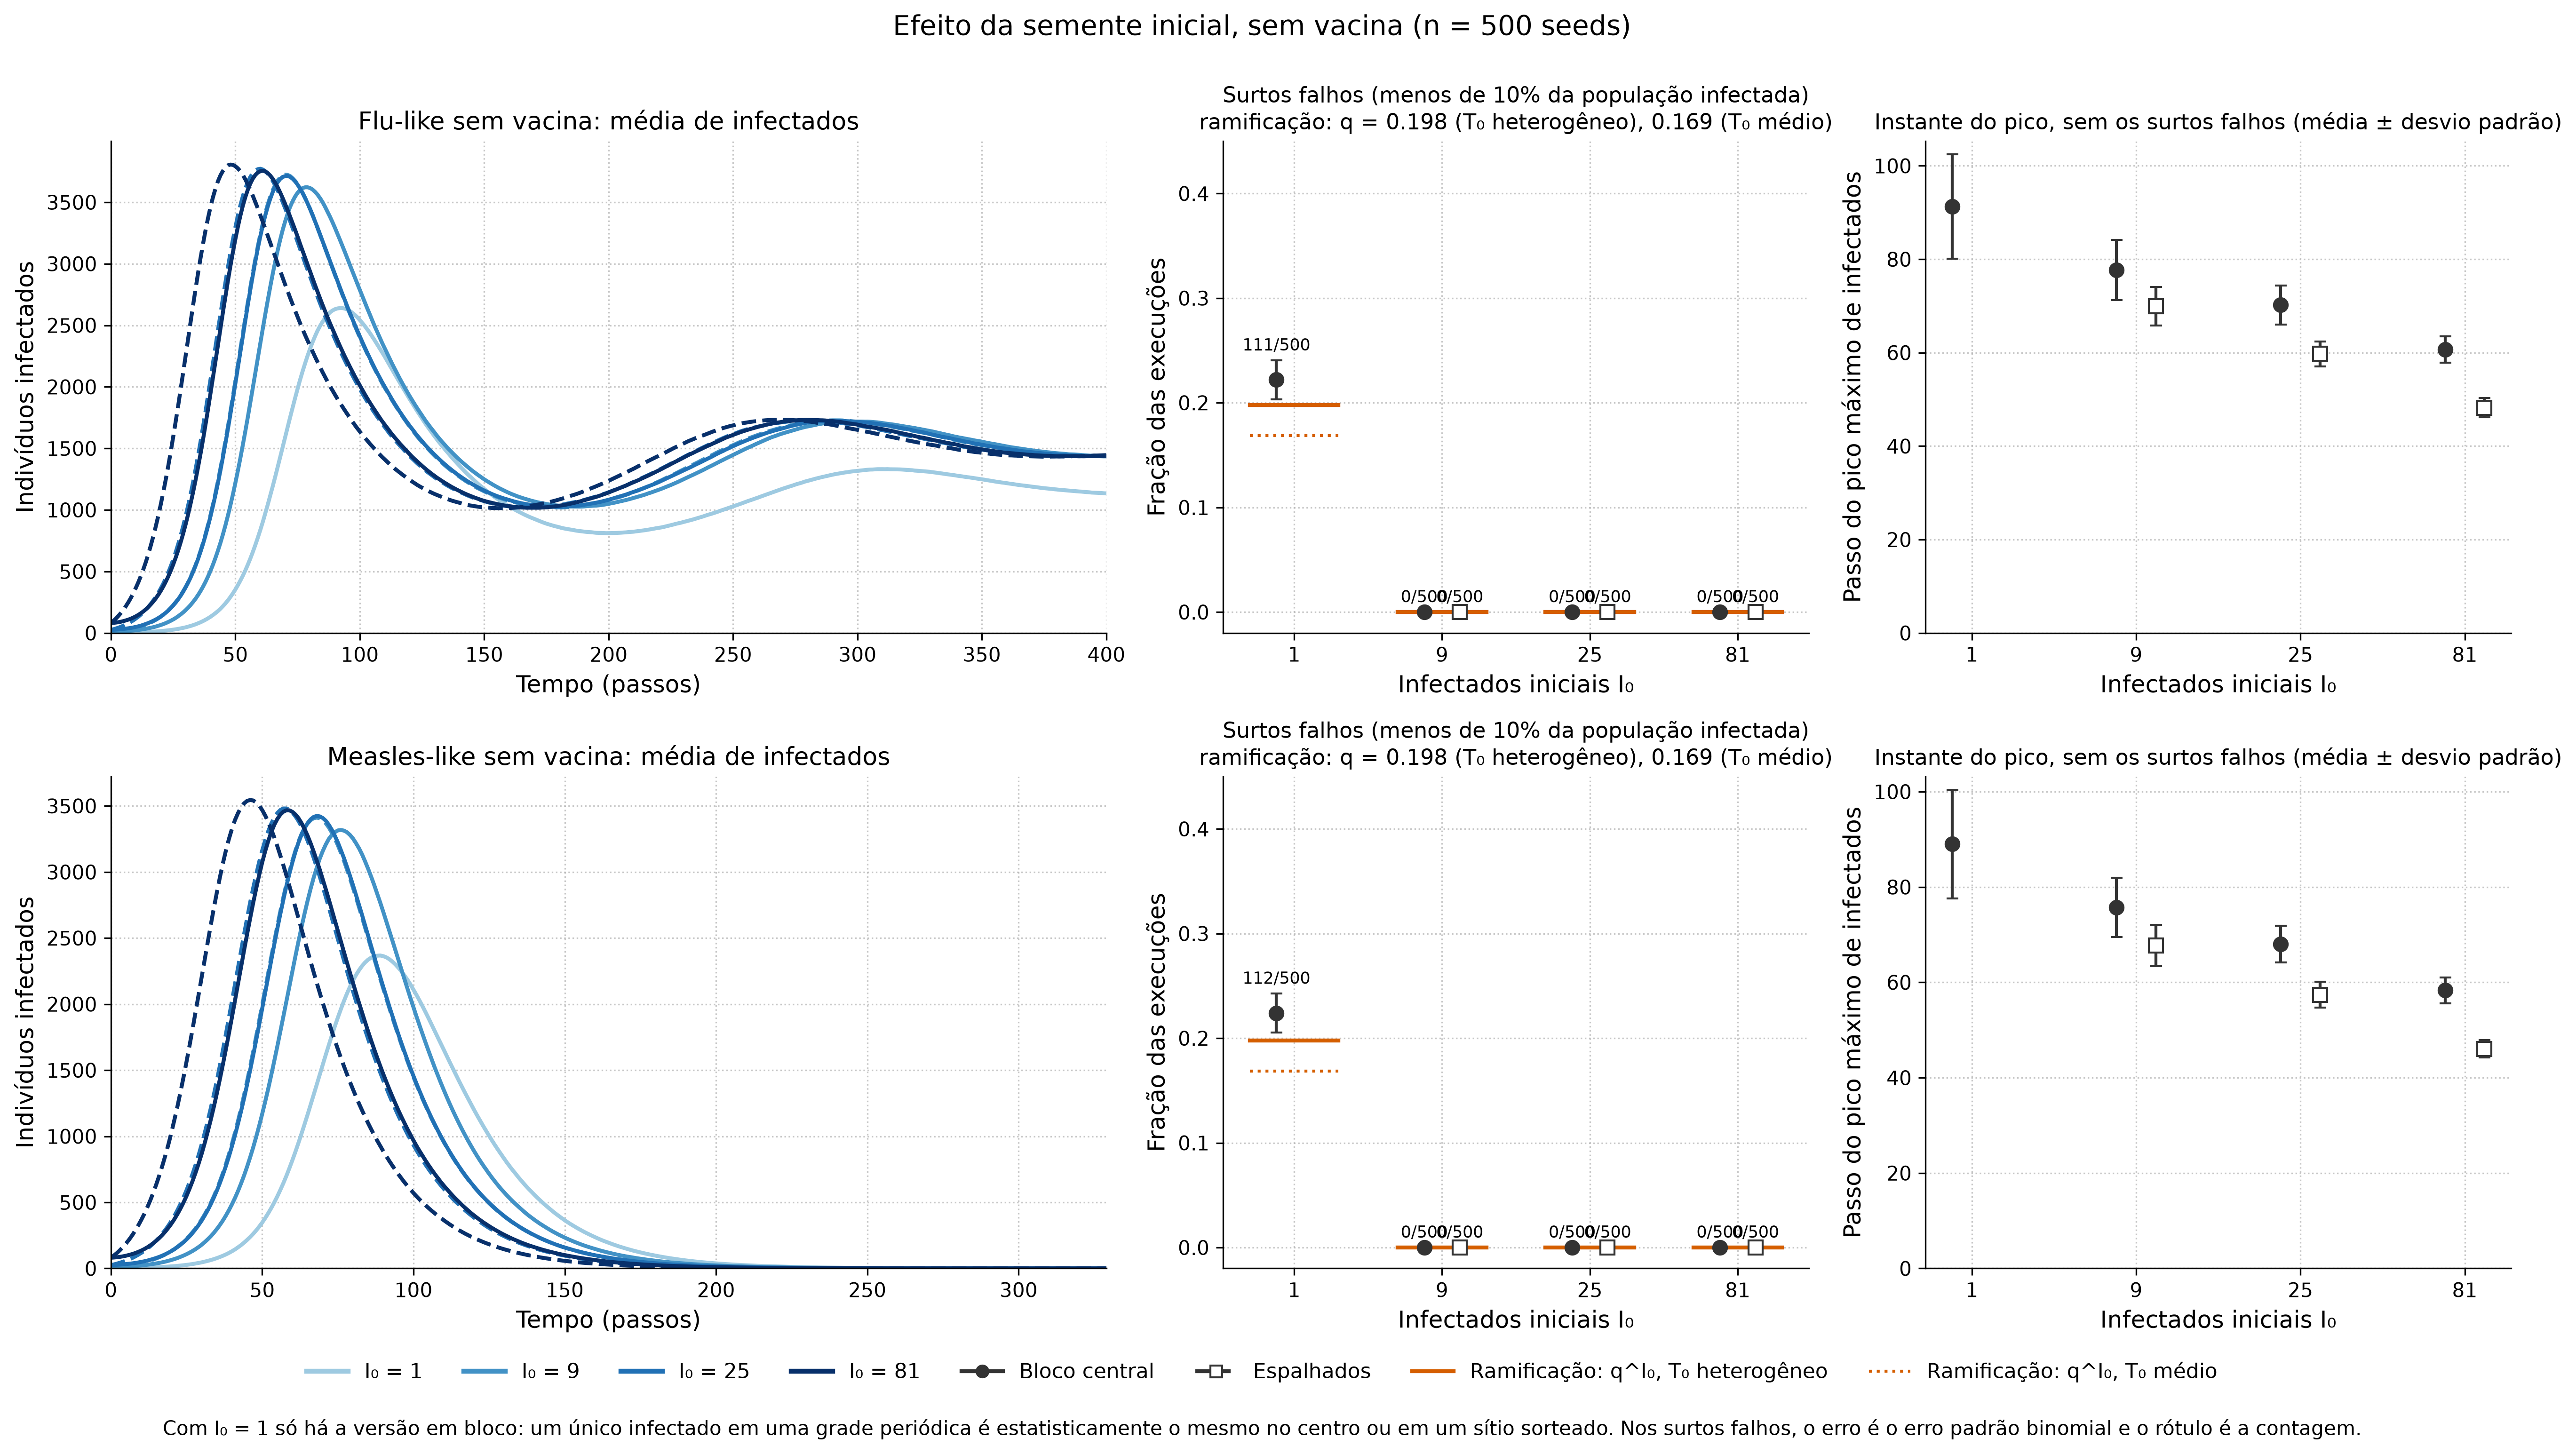 Efeito da semente inicial, sem vacina (n = 500 seeds)
Flu-like sem vacina: média de infectados
Indivíduos infectados
3500
3000
2500
2000
1500
1000
500
0
0 50 100 150 200 250 300 350 400
Tempo (passos)
Surtos falhos (menos de 10% da população infectada)
ramificação: q = 0.198 (T₀ heterogêneo), 0.169 (T₀ médio)
Fração das execuções
0.4
0.3
0.2
0.1
0.0
111/500
0/500 0/500 0/500 0/500 0/500 0/500
1 9 25 81
Infectados iniciais I₀
Instante do pico, sem os surtos falhos (média ± desvio padrão)
Passo do pico máximo de infectados
100
80
60
40
20
0
1 9 25 81
Infectados iniciais I₀
Measles-like sem vacina: média de infectados
Indivíduos infectados
3500
3000
2500
2000
1500
1000
500
0
0 50 100 150 200 250 300
Tempo (passos)
Surtos falhos (menos de 10% da população infectada)
ramificação: q = 0.198 (T₀ heterogêneo), 0.169 (T₀ médio)
Fração das execuções
0.4
0.3
0.2
0.1
0.0
112/500
0/500 0/500 0/500 0/500 0/500 0/500
1 9 25 81
Infectados iniciais I₀
Instante do pico, sem os surtos falhos (média ± desvio padrão)
Passo do pico máximo de infectados
100
80
60
40
20
0
1 9 25 81
Infectados iniciais I₀
I₀ = 1 I₀ = 9 I₀ = 25 I₀ = 81 Bloco central Espalhados Ramificação: q^I₀, T₀ heterogêneo Ramificação: q^I₀, T₀ médio
Com I₀ = 1 só há a versão em bloco: um único infectado em uma grade periódica é estatisticamente o mesmo no centro ou em um sítio sorteado. Nos surtos falhos, o erro é o erro padrão binomial e o rótulo é a contagem.